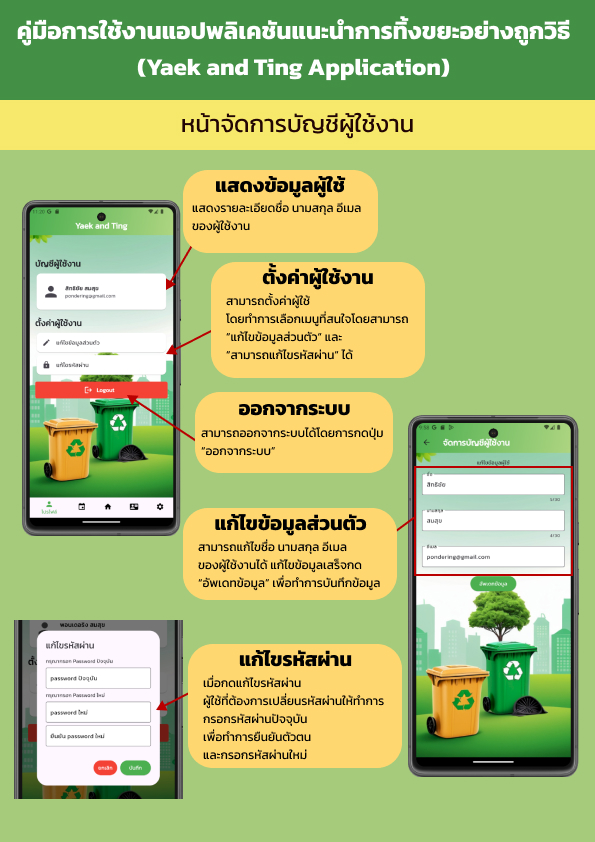 คู่มือการใช้งานแอปพลิเคชันแนะนำการทิ้งขยะอย่างถูกวิธี
(Yaek and Ting Application)
หน้าจัดการบัญชีผู้ใช้งาน
แสดงข้อมูลผู้ใช้
แสดงรายละเอียดชื่อ นามสกุล อีเมล
ของผู้ใช้งาน
Yaek and Ting
บัญชีผู้ใช้งาน
สิทธิชัย สมสุข
pondering@gmail.com
ตั้งค่าผู้ใช้งาน
แก้ไขข้อมูลส่วนตัว
แก้ไขรหัสผ่าน
Logout
โปรไฟล์
ตั้งค่าผู้ใช้งาน
สามารถตั้งค่าผู้ใช้
โดยทำการเลือกเมนูที่สนใจโดยสามารถ
“แก้ไขข้อมูลส่วนตัว” และ
“สามารถแก้ไขรหัสผ่าน” ได้
ออกจากระบบ
สามารถออกจากระบบได้โดยการกดปุ่ม
“ออกจากระบบ”
แก้ไขข้อมูลส่วนตัว
สามารถแก้ไขชื่อ นามสกุล อีเมล
ของผู้ใช้งานได้ แก้ไขข้อมูลเสร็จกด
“อัพเดทข้อมูล” เพื่อทำการบันทึกข้อมูล
จัดการบัญชีผู้ใช้งาน
แก้ไขข้อมูลผู้ใช้
ชื่อ
สิทธิชัย
นามสกุล
สมสุข
4/30
อีเมล
pondering@gmail.com
อัพเดทข้อมูล
พอนเดอริง สมสุข
แก้ไขรหัสผ่าน
กรุณากรอก Password ปัจจุบัน
password ปัจจุบัน
กรุณากรอก Password ใหม่
password ใหม่
ยืนยัน password ใหม่
ยกเลิก
บันทึก
แก้ไขรหัสผ่าน
เมื่อกดแก้ไขรหัสผ่าน
ผู้ใช้ที่ต้องการเปลี่ยนรหัสผ่านให้ทำการ
กรอกรหัสผ่านปัจจุบัน
เพื่อทำการยืนยันตัวตน
และกรอกรหัสผ่านใหม่